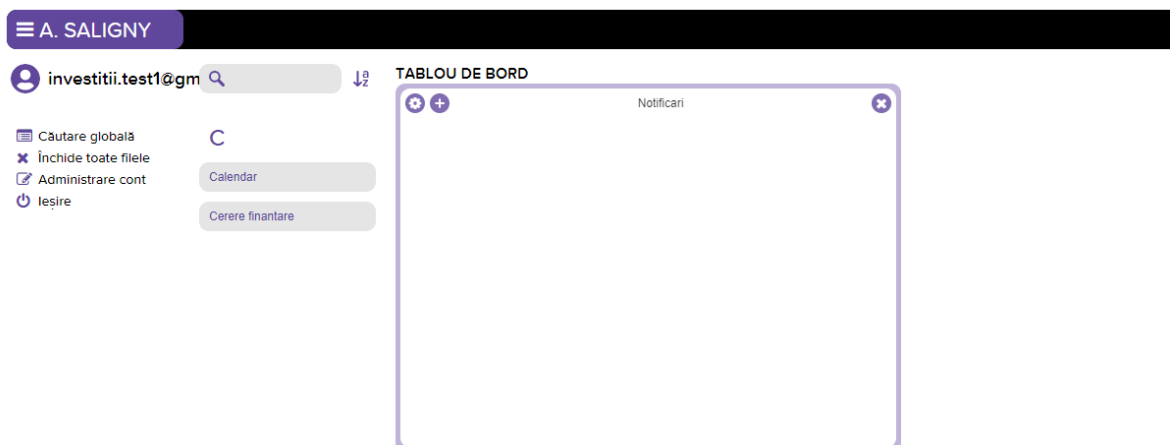 A. SALIGNY
investitii.test1@gm
Căutare globală
Închide toate filele
Administrare cont
Ieșire
C
Calendar
Cerere finantare
TABLOU DE BORD
Notificari